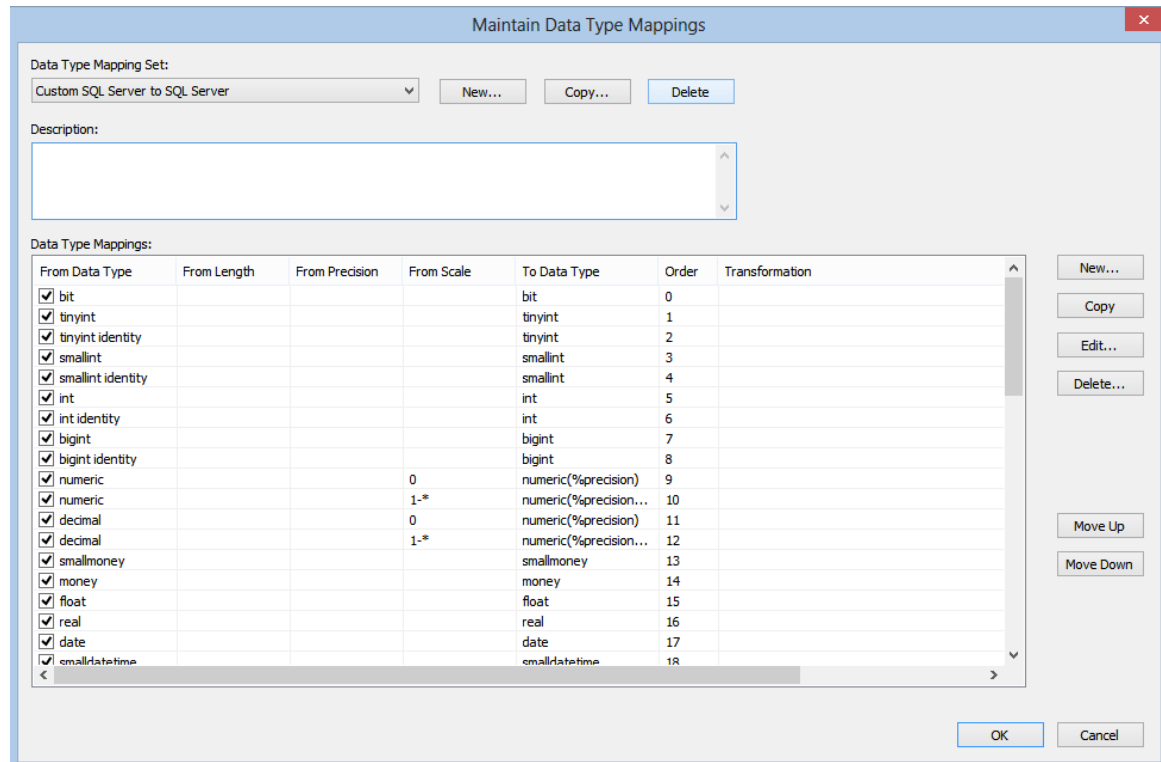 Maintain Data Type Mappings
Data Type Mapping Set:
Custom SQL Server to SQL Server New... Copy... Delete
Description:
Data Type Mappings:
From Data Type From Length From Precision From Scale To Data Type Order Transformation
bit bit 0
tinyint tinyint 1
tinyint identity tinyint 2
smallint smallint 3
smallint identity smallint 4
int int 5
int identity int 6
bigint bigint 7
bigint identity bigint 8
numeric 0 numeric(%precision) 9
numeric 1-* numeric(%precision... 10
decimal 0 numeric(%precision) 11
decimal 1-* numeric(%precision... 12
smallmoney smallmoney 13
money money 14
float float 15
real real 16
date date 17
smalldatetime smalldatetime 18
New...
Copy
Edit...
Delete...
Move Up
Move Down
OK Cancel